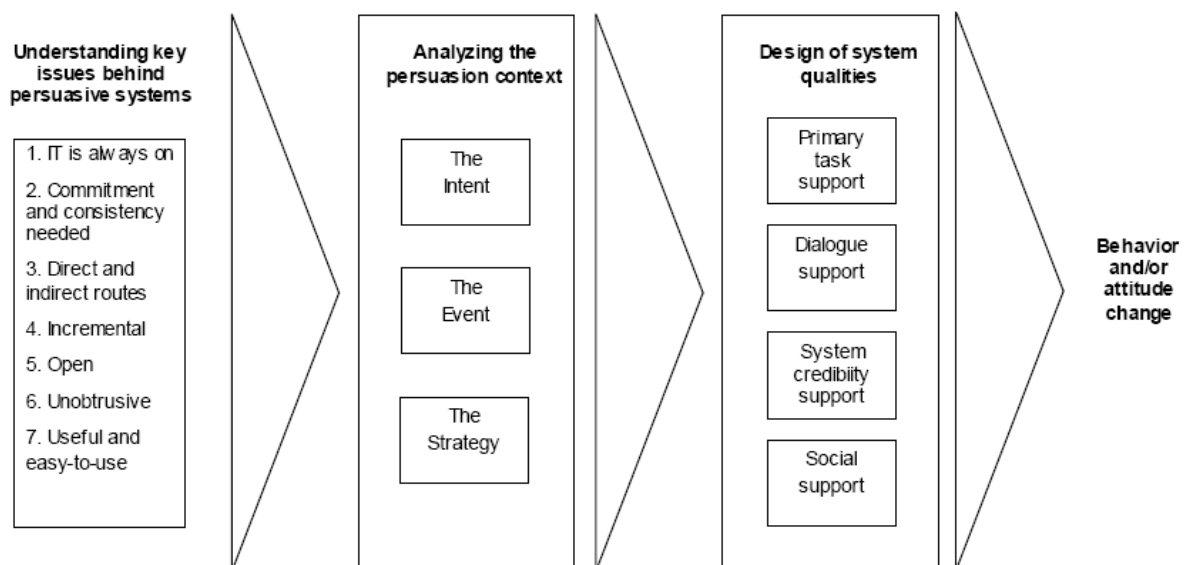 Understanding key
issues behind
persuasive systems
1. IT is always on
2. Commitment
and consistency
needed
3. Direct and
indirect routes
4. Incremental
5. Open
6. Unobtrusive
7. Useful and
easy-to-use
Analyzing the
persuasion context
The
Intent
The
Event
The
Strategy
Design of system
qualities
Primary
task
support
Dialogue
support
System
credibiity
support
Social
support
Behavior
and/or
attitude
change